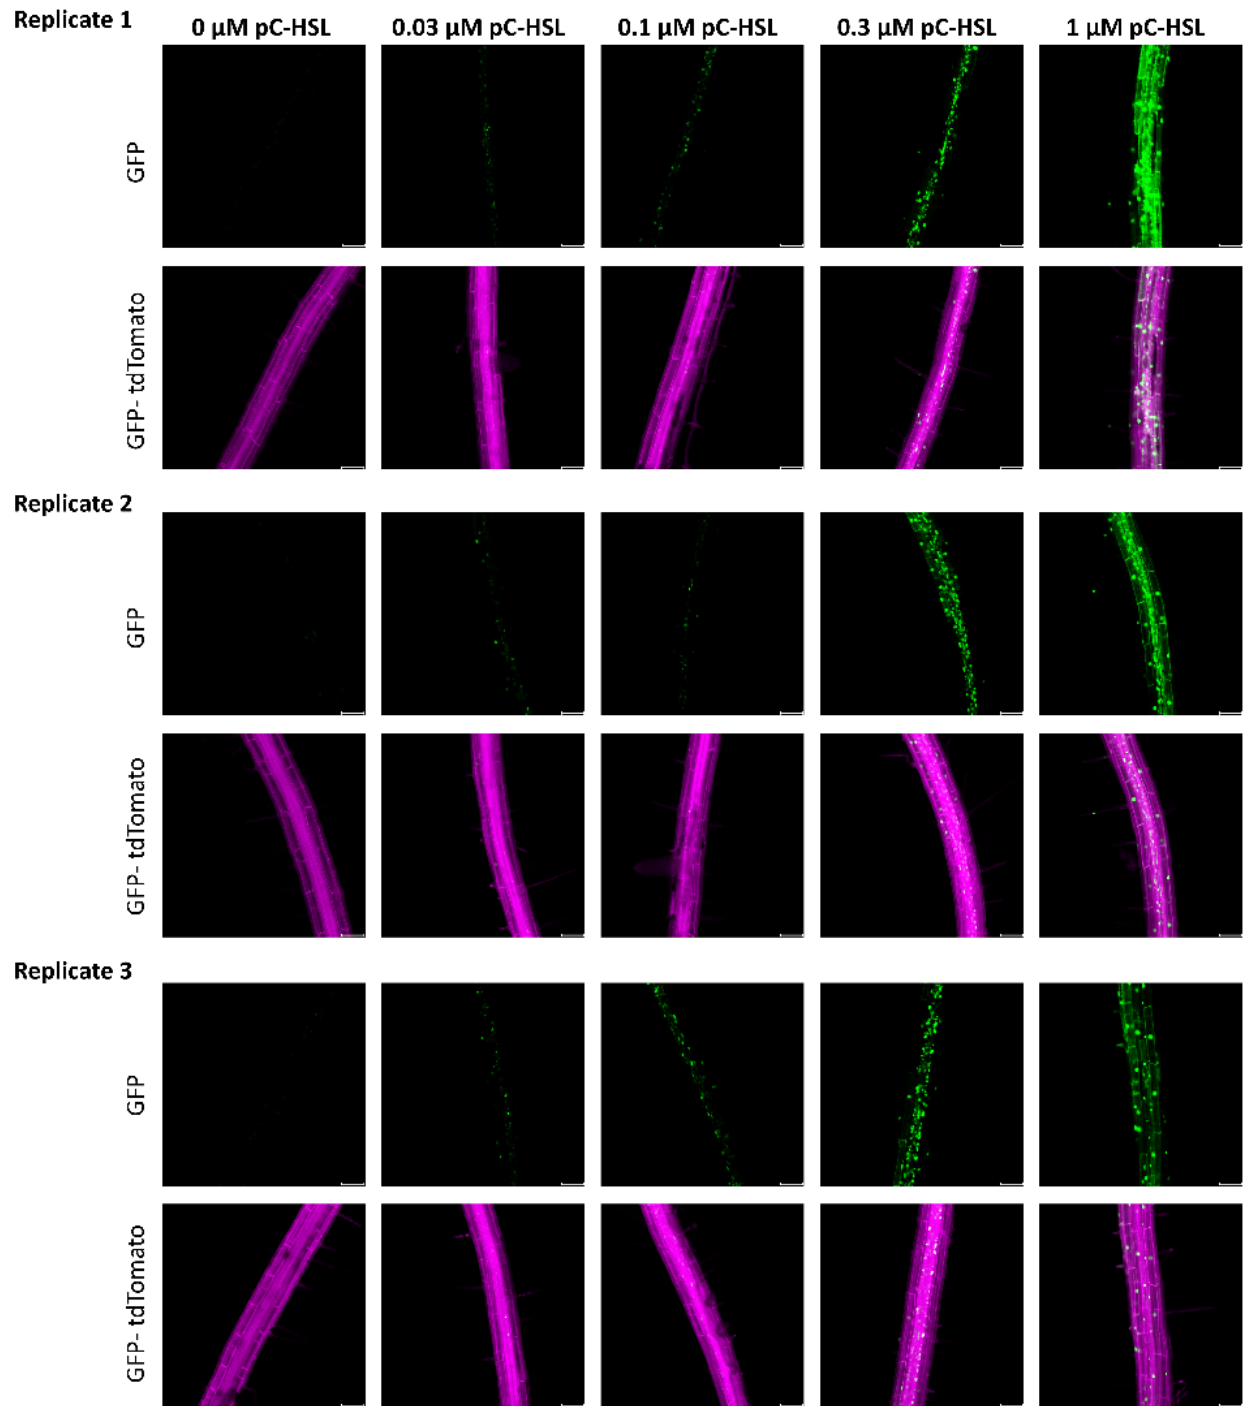 Replicate 1
0 µM pC-HSL 0.03 µM pC-HSL 0.1 µM pC-HSL 0.3 µM pC-HSL 1 µM pC-HSL
GFP
GFP- tdTomato
Replicate 2
GFP
GFP- tdTomato
Replicate 3
GFP
GFP- tdTomato